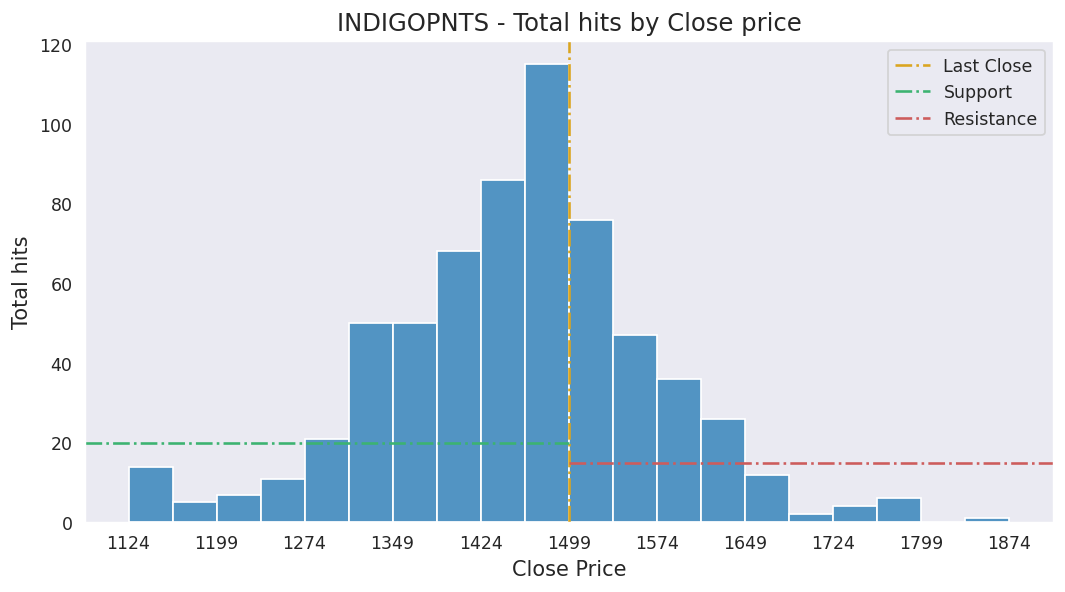 INDIGOPNTS - Total hits by Close price
120
100
80
60
40
20
0
Total hits
Last Close
Support
Resistance
1124 1199 1274 1349 1424 1499 1574 1649 1724 1799 1874
Close Price